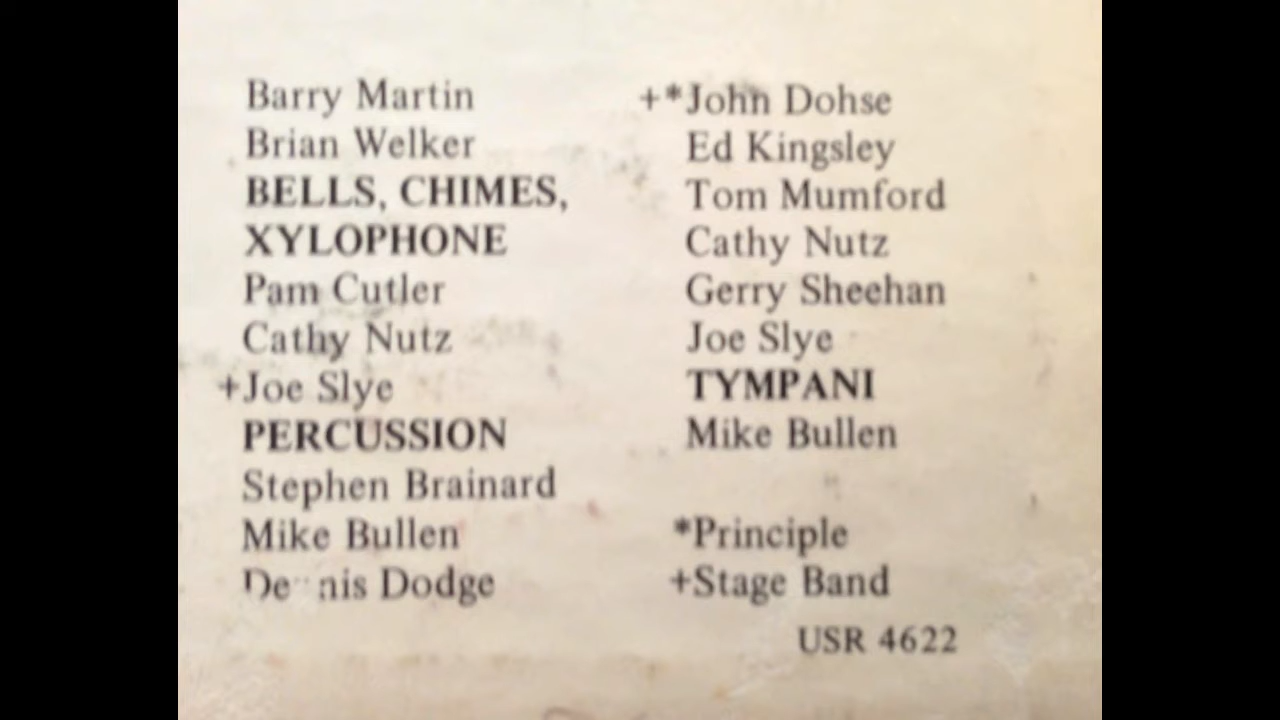 Barry Martin
Brian Welker
BELLS, CHIMES,
XYLOPHONE
Pam Cutler
Cathy Nutz
+Joe Slye
PERCUSSION
Stephen Brainard
Mike Bullen
Dennis Dodge
+*John Dohse
Ed Kingsley
Tom Mumford
Cathy Nutz
Gerry Sheehan
Joe Slye
TYMPANI
Mike Bullen
*Principle
+Stage Band
USR 4622